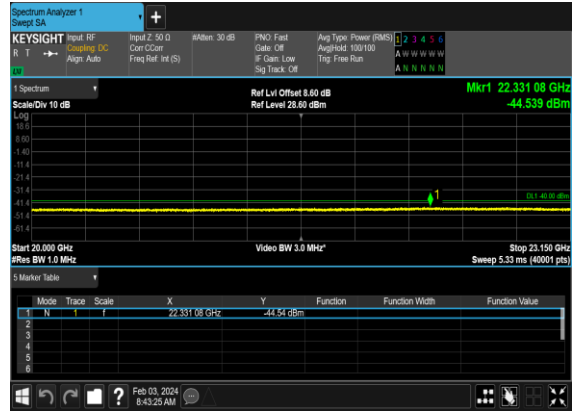 Spectrum Analyzer 1
Swept SA
+
KEYSIGHT Input: RF Input Z: 50 Ω #Atten: 30 dB PNO: Fast Avg Type: Power (RMS) 1 2 3 4 5 6
R T Coupling: DC Corr CCorr Gate: Off Avg|Hold: 100/100 A W W W W W
Align: Auto Freq Ref: Int (S) IF Gain: Low Trig: Free Run
Sig Track: Off A N N N N N
1 Spectrum Ref Lvl Offset 8.60 dB Mkr1 22.331 08 GHz
Scale/Div 10 dB Ref Level 28.60 dBm -44.539 dBm
Log
18.6
8.60
-1.40
-11.4
-21.4
-31.4 1
DL1 -40.00 dBm
-41.4
-51.4
-61.4
Start 20.000 GHz Video BW 3.0 MHz* Stop 23.150 GHz
#Res BW 1.0 MHz Sweep 5.33 ms (40001 pts)
5 Marker Table
Mode Trace Scale X Y Function Function Width Function Value
1 N 1 f 22.331 08 GHz -44.54 dBm
2
3
4
5
6
? Feb 03, 2024
8:43:25 AM